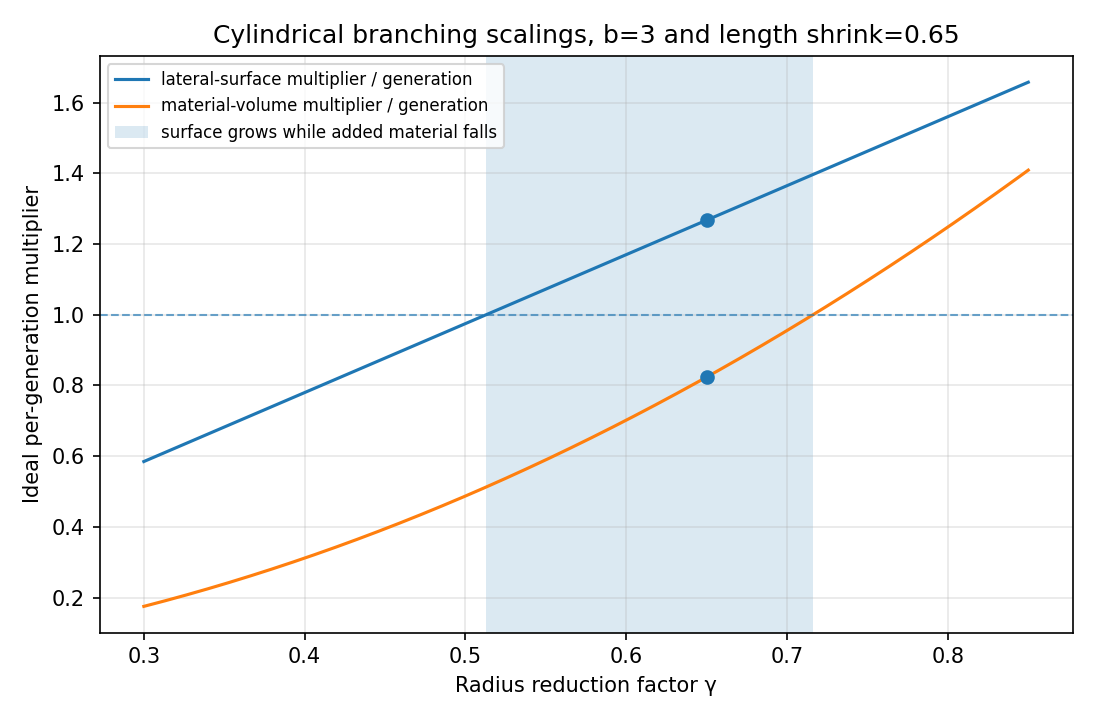 Cylindrical branching scalings, b=3 and length shrink=0.65
lateral-surface multiplier / generation
material-volume multiplier / generation
surface grows while added material falls
Ideal per-generation multiplier
1.6
1.4
1.2
1.0
0.8
0.6
0.4
0.2
0.3 0.4 0.5 0.6 0.7 0.8
Radius reduction factor γ